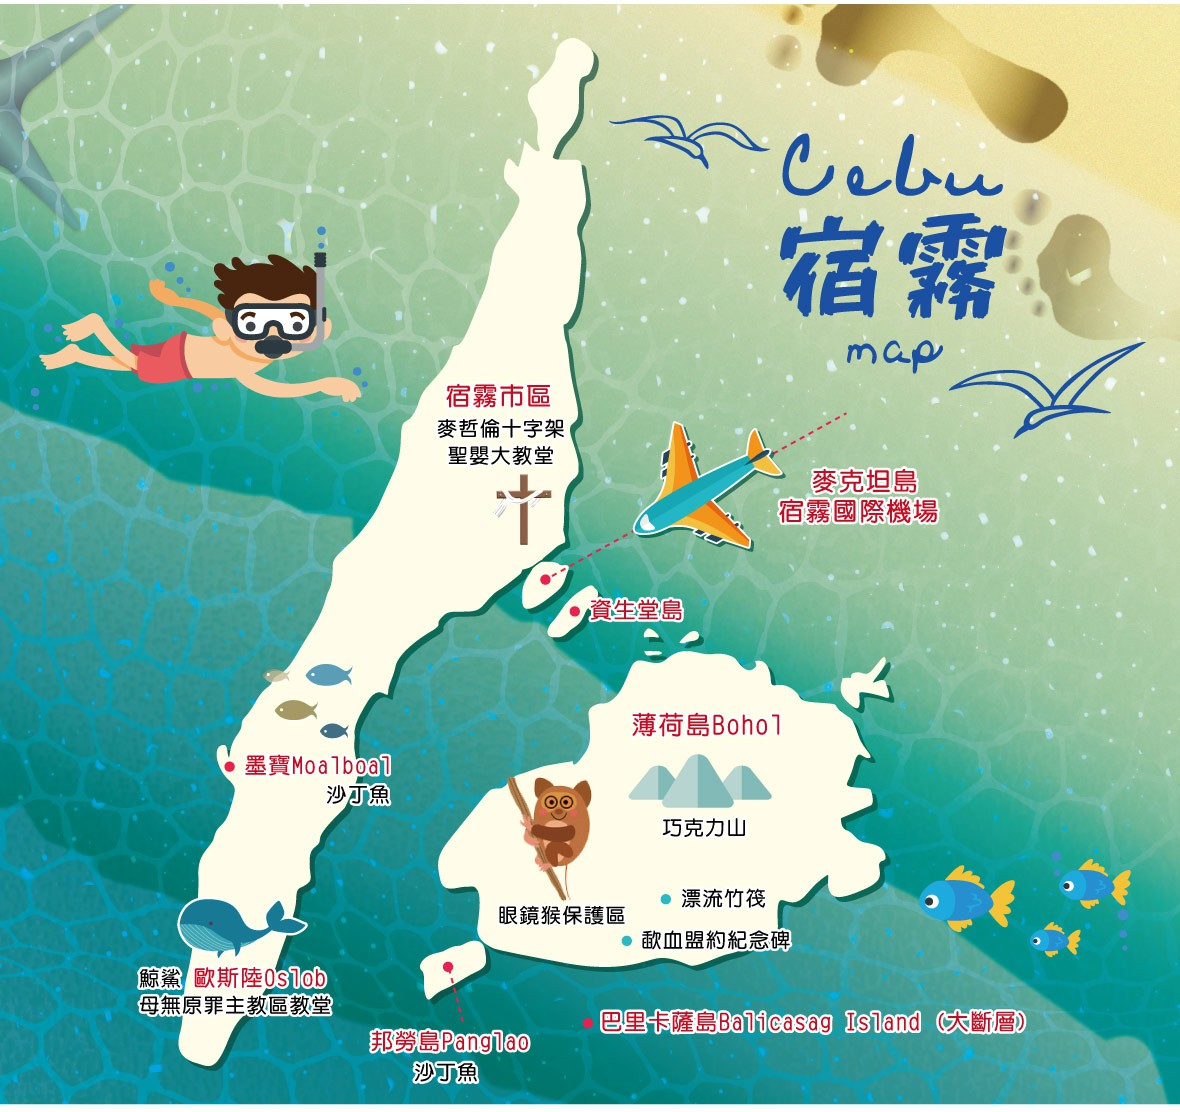 Cebu
宿霧
map
宿霧市區
麥哲倫十字架
聖嬰大教堂
麥克坦島
宿霧國際機場
資生堂島
薄荷島Bohol
巧克力山
墨寶Moalboal
沙丁魚
漂流竹筏
眼鏡猴保護區
歃血盟約紀念碑
鯨鯊 歐斯陸Oslob
母無原罪主教區教堂
巴里卡薩島Balicasag Island (大斷層)
邦勞島Panglao
沙丁魚